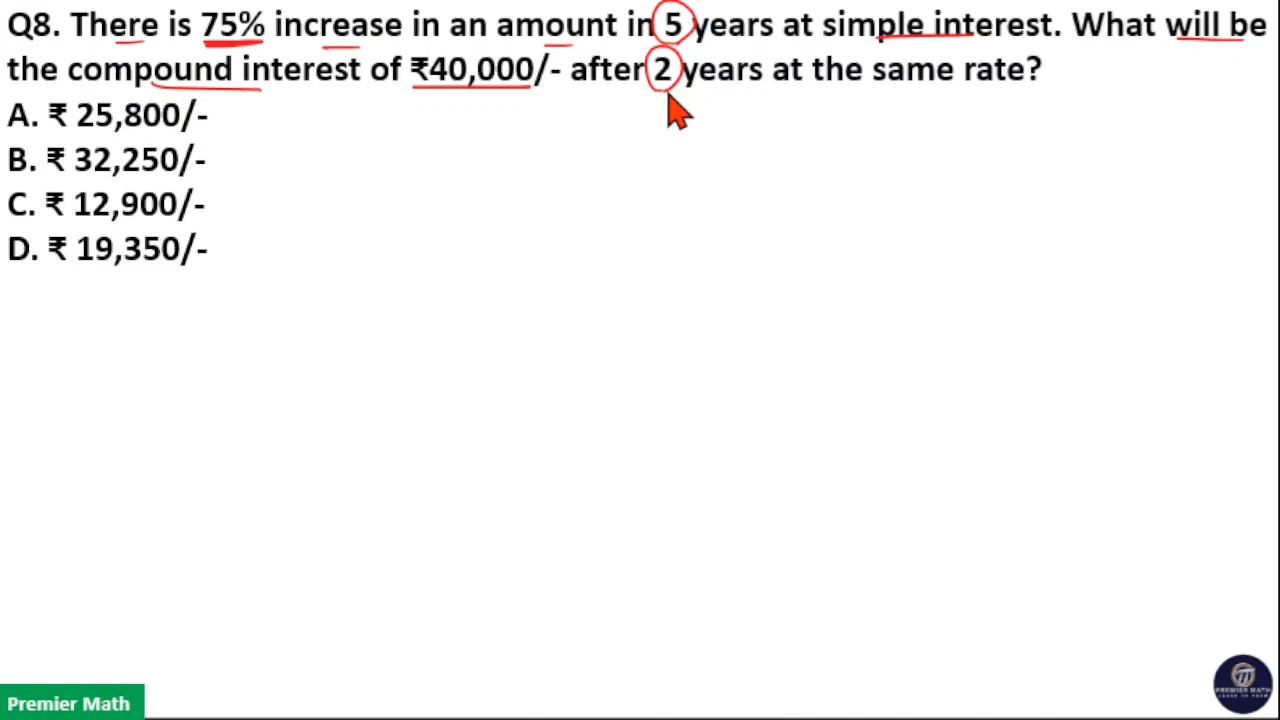 Q8. There is 75% increase in an amount in 5 years at simple interest. What will be
the compound interest of ₹40,000/- after 2 years at the same rate?
A. ₹ 25,800/-
B. ₹ 32,250/-
C. ₹ 12,900/-
D. ₹ 19,350/-
Premier Math
PREMIER MATH